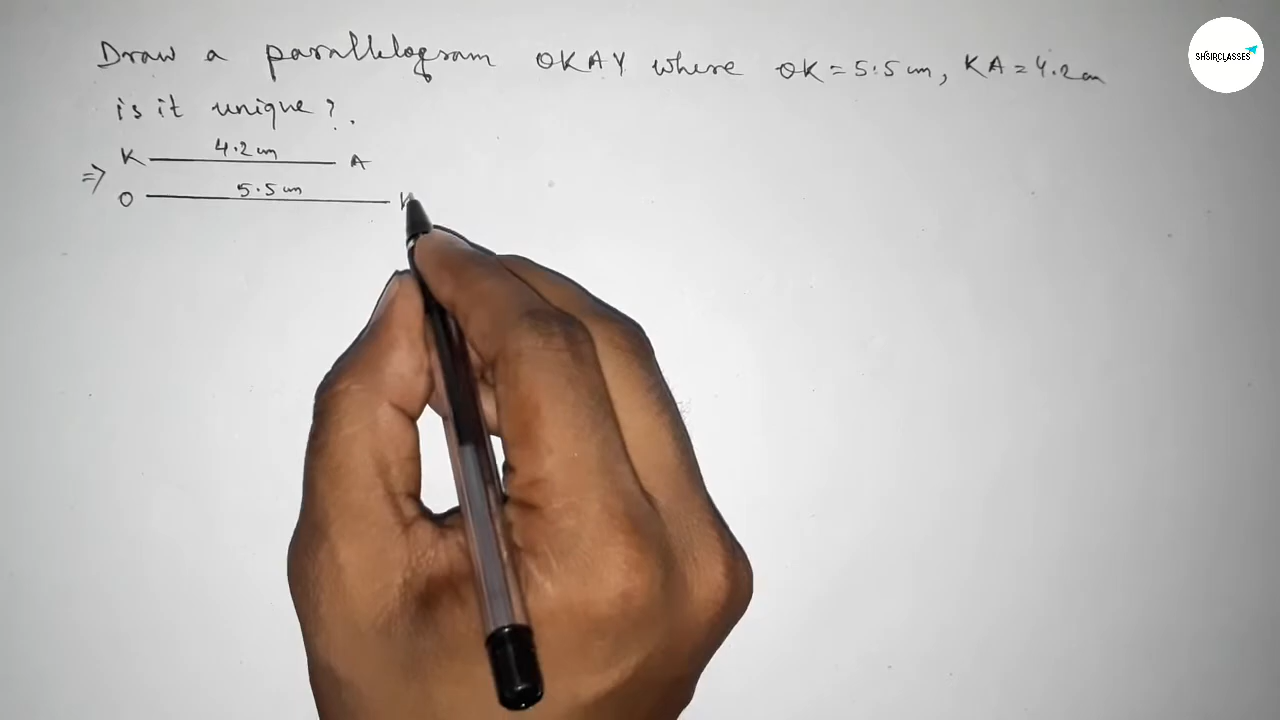 Draw a parallelogram OKAY where OK = 5.5 cm, KA = 4.2 cm
SHSIRCLASSES
is it unique ?.
K 4.2 cm A
=>
O 5.5 cm K